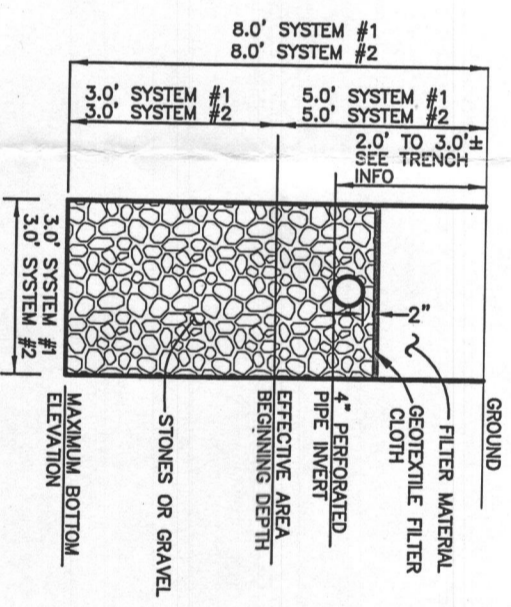 8.0' SYSTEM #1
8.0' SYSTEM #2
3.0' SYSTEM #1
3.0' SYSTEM #2
5.0' SYSTEM #1
5.0' SYSTEM #2
2.0' TO 3.0'±
SEE TRENCH
INFO
2"
GROUND
FILTER MATERIAL
GEOTEXTILE FILTER
CLOTH
4" PERFORATED
PIPE INVERT
EFFECTIVE AREA
BEGINNING DEPTH
STONES OR GRAVEL
MAXIMUM BOTTOM
ELEVATION
3.0' SYSTEM #1
3.0' SYSTEM #2